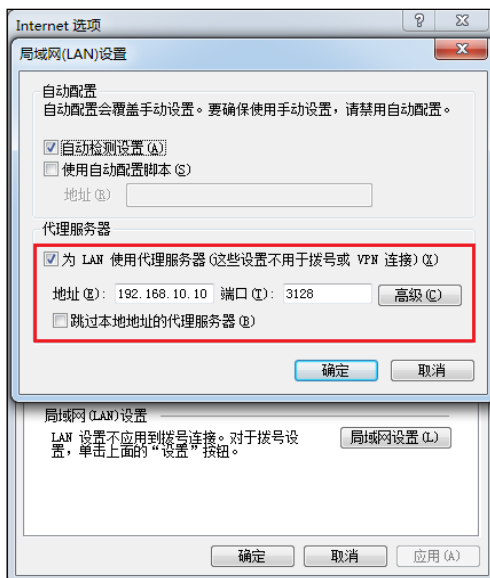 Internet 选项
局域网(LAN)设置
自动配置
自动配置会覆盖手动设置。要确保使用手动设置，请禁用自动配置。
自动检测设置(A)
使用自动配置脚本(S)
地址(R)
代理服务器
为 LAN 使用代理服务器(这些设置不用于拨号或 VPN 连接)(X)
地址(E): 192.168.10.10 端口(T): 3128 高级(C)
跳过本地地址的代理服务器(B)
确定 取消
局域网(LAN)设置
LAN 设置不应用到拨号连接。对于拨号设 局域网设置(L)
置，单击上面的“设置”按钮。
确定 取消 应用(A)